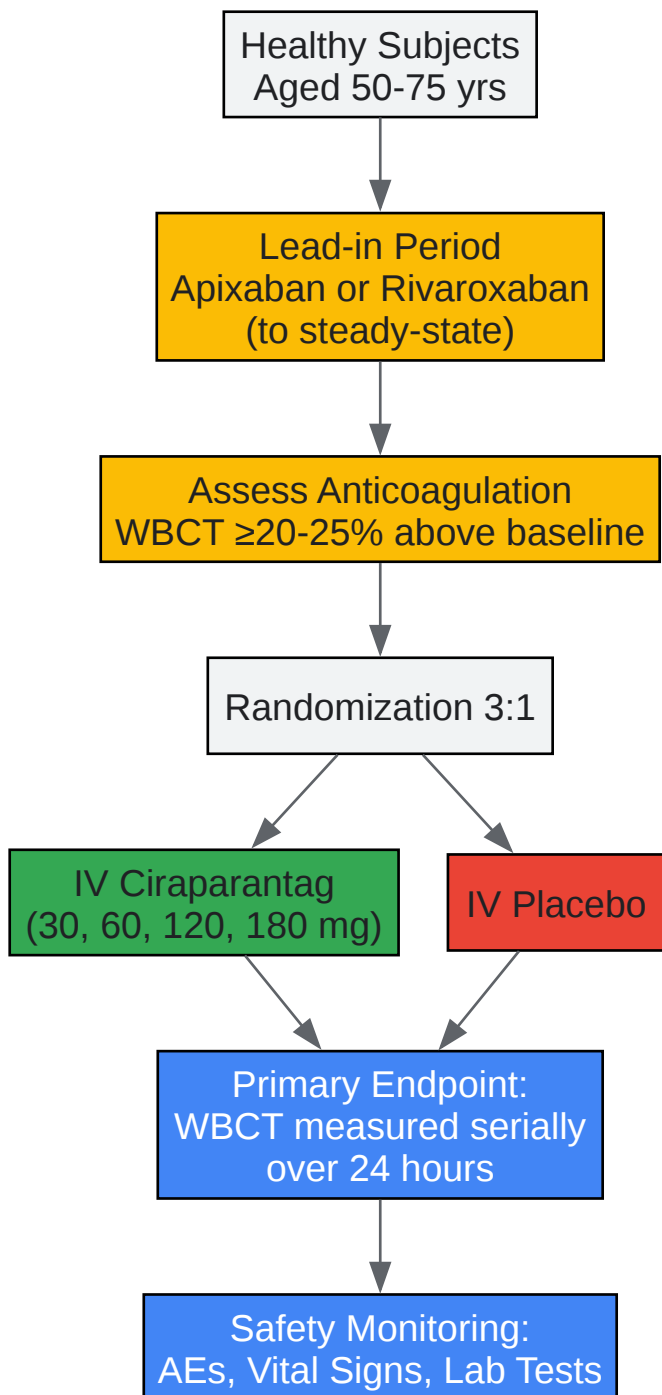 Healthy Subjects
Aged 50-75 yrs
Lead-in Period
Apixaban or Rivaroxaban
(to steady-state)
Assess Anticoagulation
WBCT ≥20-25% above baseline
Randomization 3:1
IV Ciraparantag
(30, 60, 120, 180 mg)
IV Placebo
Primary Endpoint:
WBCT measured serially
over 24 hours
Safety Monitoring:
AEs, Vital Signs, Lab Tests